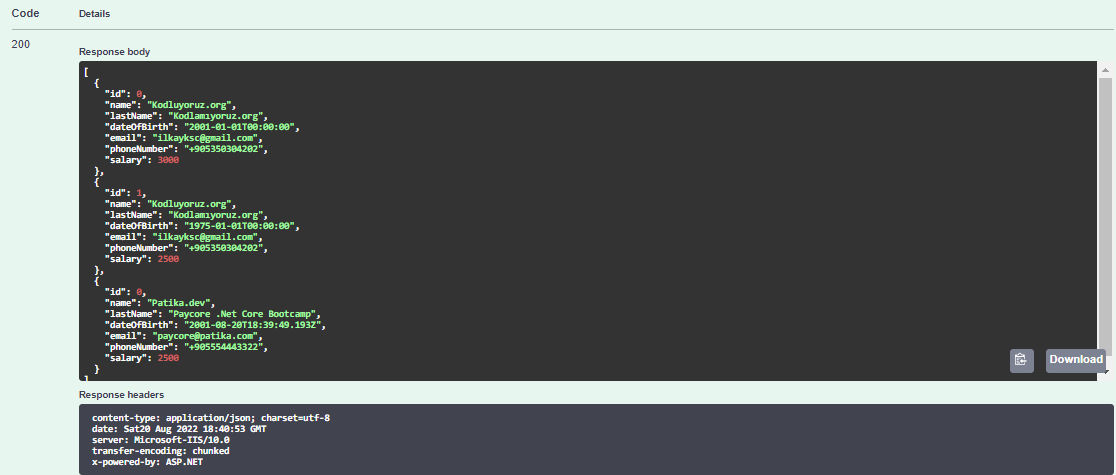 Code Details
200
Response body
[
  {
    "id": 0,
    "name": "Kodluyoruz.org",
    "lastName": "Kodlamıyoruz.org",
    "dateOfBirth": "2001-01-01T00:00:00",
    "email": "ilkayksc@gmail.com",
    "phoneNumber": "+905350304202",
    "salary": 3000
  },
  {
    "id": 1,
    "name": "Kodluyoruz.org",
    "lastName": "Kodlamıyoruz.org",
    "dateOfBirth": "1975-01-01T00:00:00",
    "email": "ilkayksc@gmail.com",
    "phoneNumber": "+905350304202",
    "salary": 2500
  },
  {
    "id": 0,
    "name": "Patika.dev",
    "lastName": "Paycore .Net Core Bootcamp",
    "dateOfBirth": "2001-08-20T18:39:49.193Z",
    "email": "paycore@patika.com",
    "phoneNumber": "+905554443322",
    "salary": 2500
  }
]
Download
Response headers
content-type: application/json; charset=utf-8
date: Sat20 Aug 2022 18:40:53 GMT
server: Microsoft-IIS/10.0
transfer-encoding: chunked
x-powered-by: ASP.NET